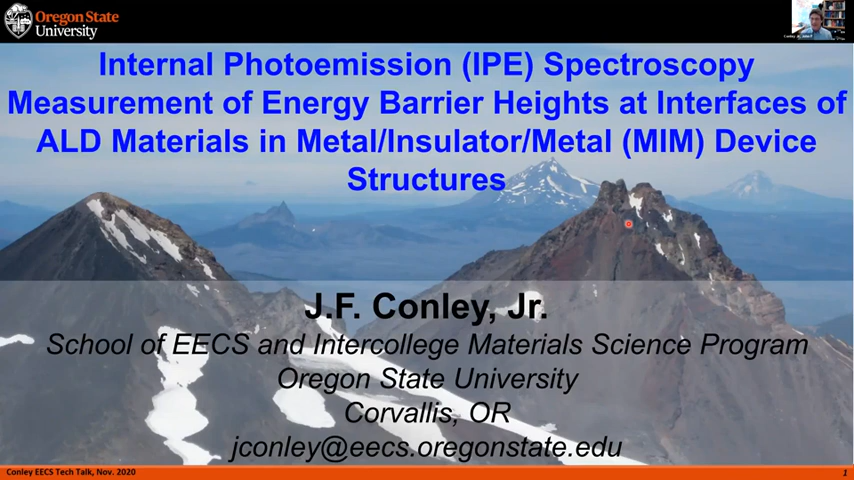 Oregon State
University
Internal Photoemission (IPE) Spectroscopy
Measurement of Energy Barrier Heights at Interfaces of
ALD Materials in Metal/Insulator/Metal (MIM) Device
Structures
J.F. Conley, Jr.
School of EECS and Intercollege Materials Science Program
Oregon State University
Corvallis, OR
jconley@eecs.oregonstate.edu
Conley EECS Tech Talk, Nov. 2020
1